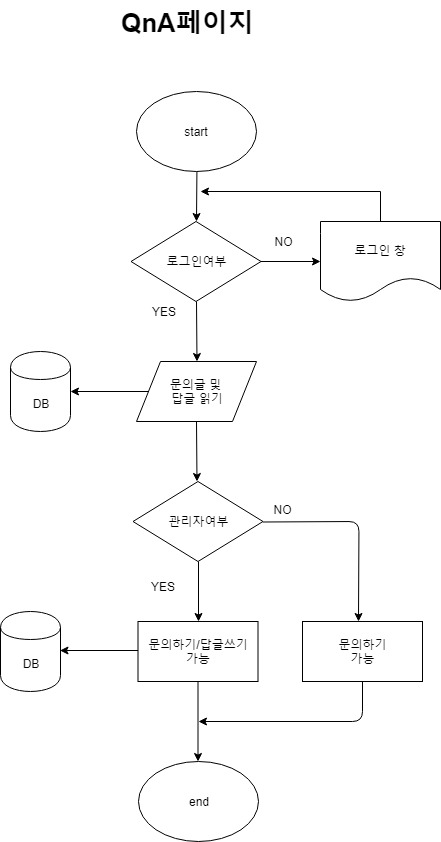 QnA페이지
start
로그인여부
NO
로그인 창
YES
문의글 및
답글 읽기
DB
관리자여부
NO
YES
문의하기/답글쓰기
가능
문의하기
가능
DB
end